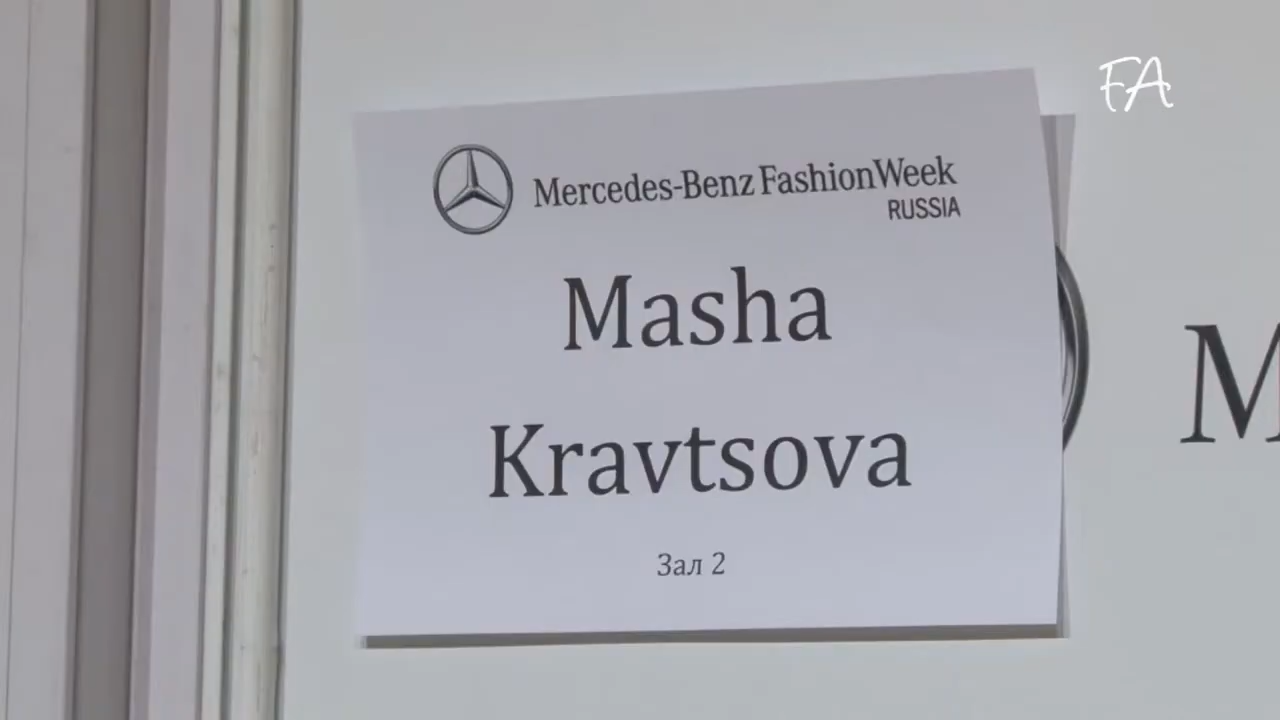 FA
Mercedes-Benz FashionWeek
RUSSIA
Masha
Kravtsova
Зал 2
M